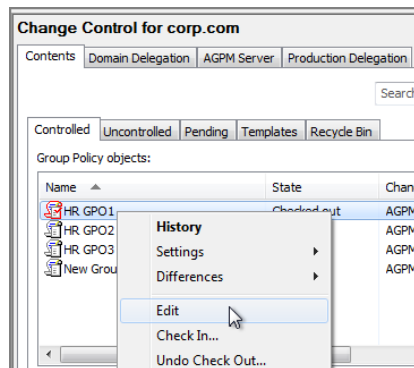 Change Control for corp.com
Contents Domain Delegation AGPM Server Production Delegation
Search
Controlled Uncontrolled Pending Templates Recycle Bin
Group Policy objects:
Name State Chan
HR GPO1 Checked out AGPM
HR GPO2 AGPM
HR GPO3 AGPM
New Grou
History
Settings
Differences
Edit
Check In...
Undo Check Out...